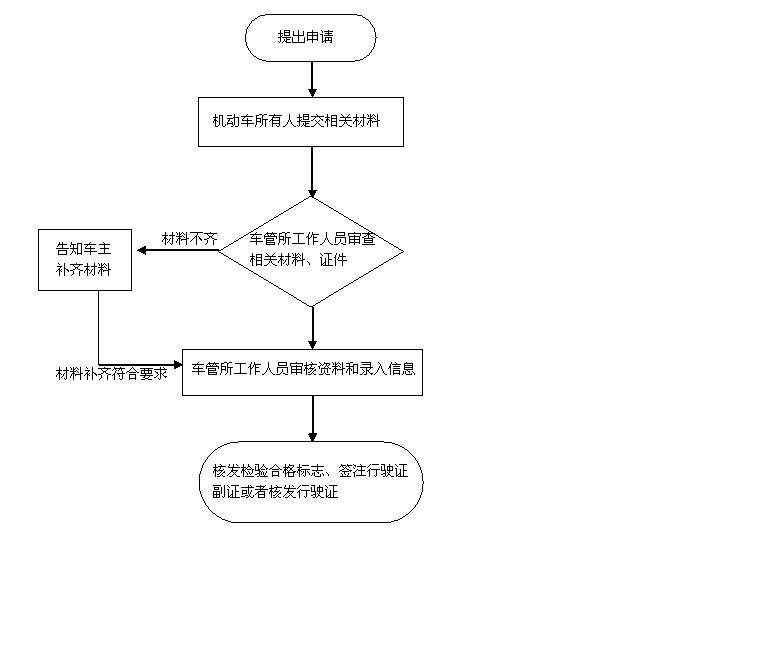 提出申请
机动车所有人提交相关材料
材料不齐
车管所工作人员审查
相关材料、证件
告知车主
补齐材料
材料补齐符合要求
车管所工作人员审核资料和录入信息
核发检验合格标志、签注行驶证
副证或者核发行驶证